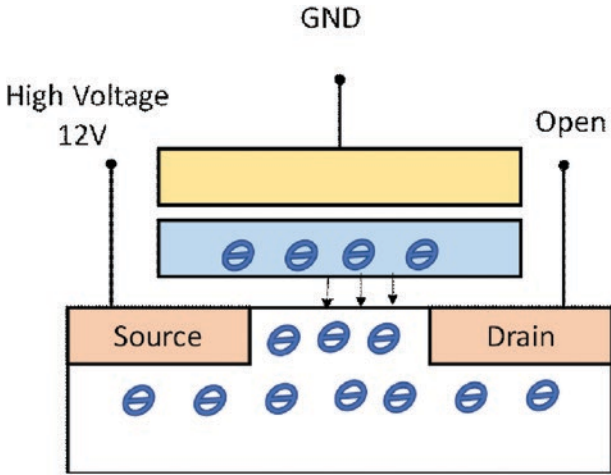 GND
High Voltage
12V
Open
Source
Drain